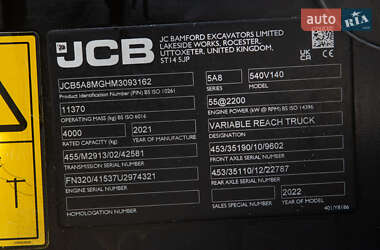 auto RIA
JCB
JC BAMFORD EXCAVATORS LIMITED
LAKESIDE WORKS, ROCESTER,
UTTOXETER, UNITED KINGDOM,
ST14 5JP
JCB5A8MGHM3093162
Product Identification Number (PIN) BS ISO 10261
5A8
540V140
11370
OPERATING MASS (kg) BS ISO 6016
55@2200
ENGINE POWER (kW @ RPM) BS ISO 14396
4000
RATED CAPACITY (kg)
2021
YEAR OF MANUFACTURE
VARIABLE REACH TRUCK
DESIGNATION
455/M2913/02/42581
TRANSMISSION SERIAL NUMBER
453/35190/10/9602
FRONT AXLE SERIAL NUMBER
FN320/41537U2974321
ENGINE SERIAL NUMBER
453/35110/12/22787
REAR AXLE SERIAL NUMBER
HOMOLOGATION NUMBER
SALES SPECIAL NUMBER
2022
YEAR OF MODEL
401/Y8186